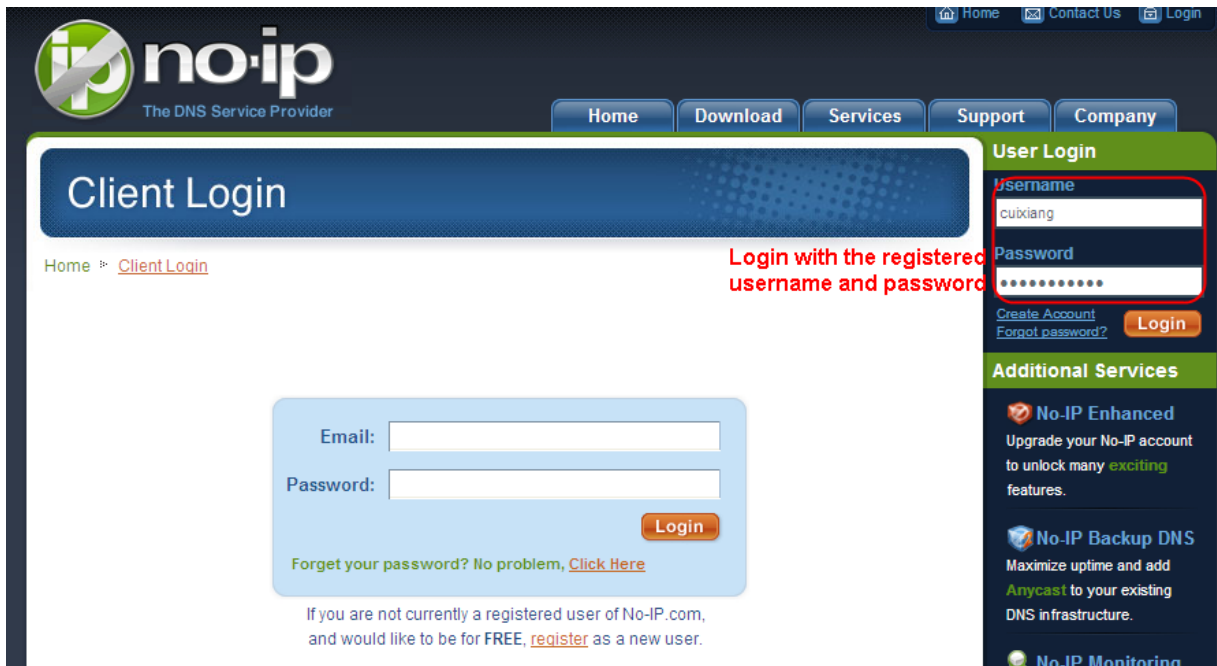 Home Contact Us Login
no·ip
The DNS Service Provider
Home Download Services Support Company
Client Login
Home Client Login
Login with the registered
username and password
User Login
Username
cuixiang
Password
•••••••••••
Create Account
Forgot password?
Login
Email:
Password:
Login
Forget your password? No problem, Click Here
If you are not currently a registered user of No-IP.com,
and would like to be for FREE, register as a new user.
Additional Services
No-IP Enhanced
Upgrade your No-IP account
to unlock many exciting
features.
No-IP Backup DNS
Maximize uptime and add
Anycast to your existing
DNS infrastructure.
No-IP Monitoring